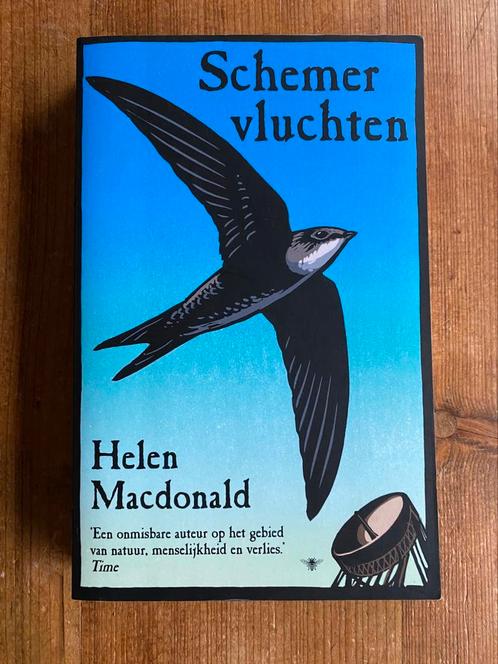 Schemer
vluchten
Helen
Macdonald
'Een onmisbare auteur op het gebied
van natuur, menselijkheid en verlies.'
Time